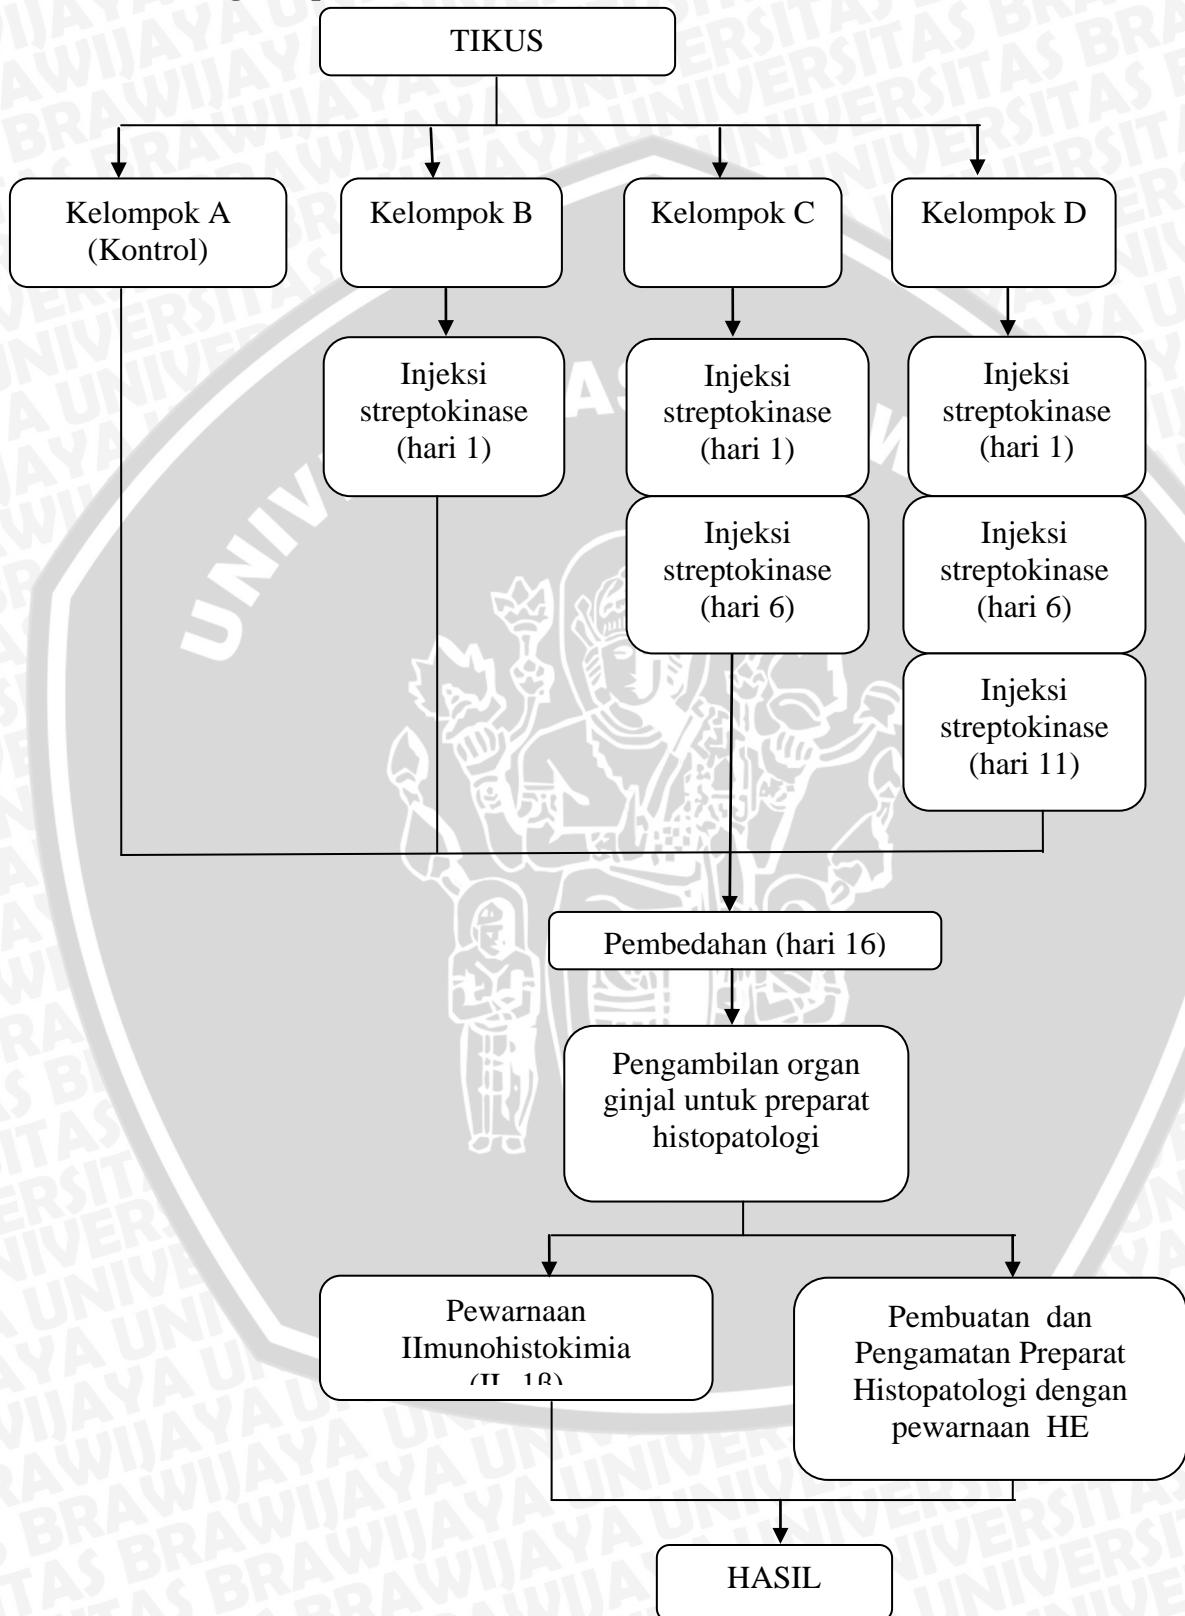 TIKUS
Kelompok A
(Kontrol)
Kelompok B
Kelompok C
Kelompok D
Injeksi
streptokinase
(hari 1)
Injeksi
streptokinase
(hari 1)
Injeksi
streptokinase
(hari 1)
Injeksi
streptokinase
(hari 6)
Injeksi
streptokinase
(hari 6)
Injeksi
streptokinase
(hari 11)
Pembedahan (hari 16)
Pengambilan organ
ginjal untuk preparat
histopatologi
Pewarnaan
IImunohistokimia
(IL-1β)
Pembuatan dan
Pengamatan Preparat
Histopatologi dengan
pewarnaan HE
HASIL